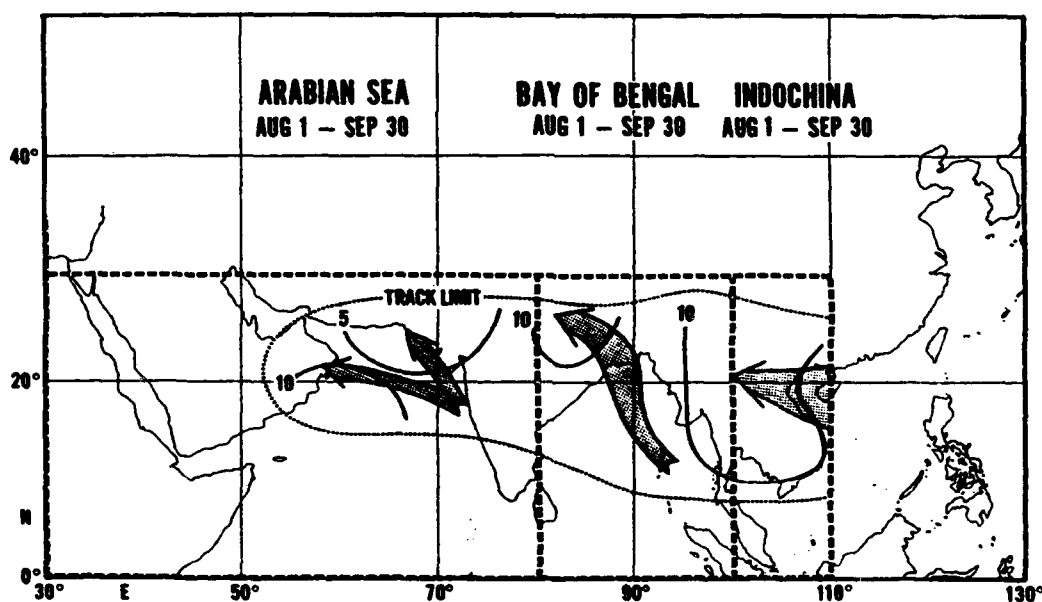 ARABIAN SEA
AUG 1 – SEP 30
BAY OF BENGAL
AUG 1 – SEP 30
INDOCHINA
AUG 1 – SEP 30
40°
TRACK LIMIT
5
10
10
20°
10
N
0°
30°
E
50°
70°
90°
110°
130°